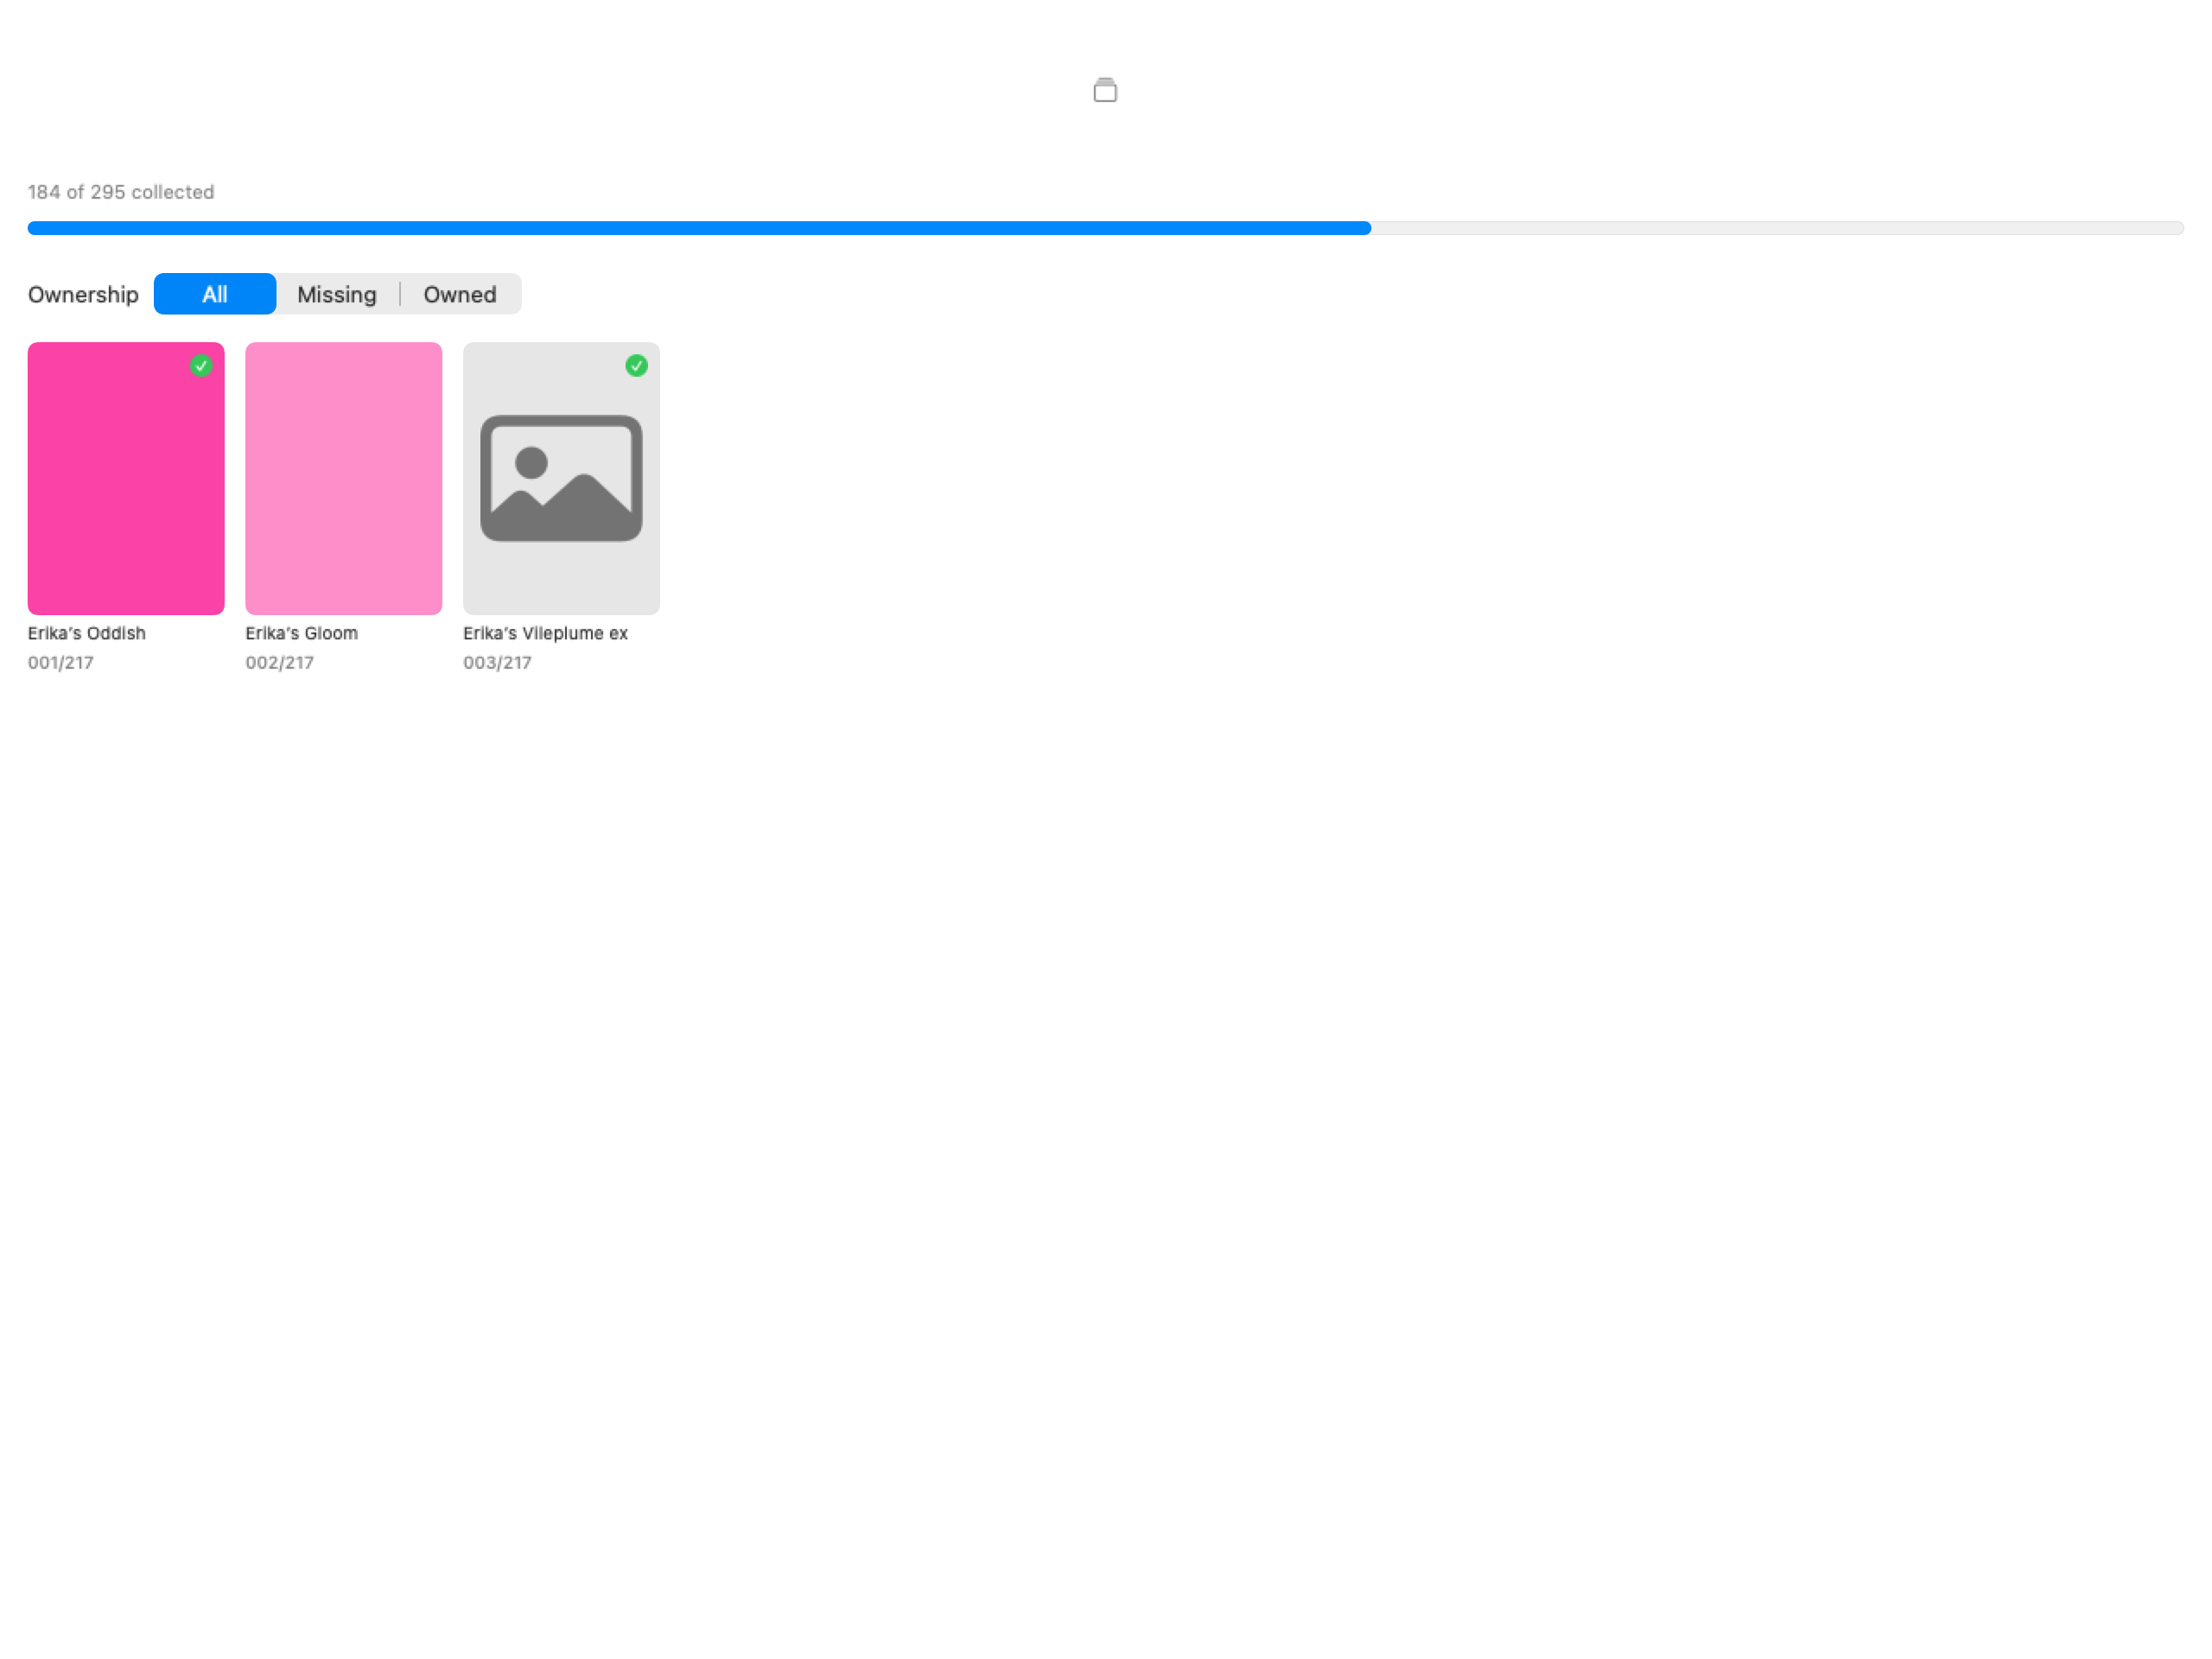 184 of 295 collected
Ownership All Missing Owned
Erika's Oddish
001/217
Erika's Gloom
002/217
Erika's Vileplume ex
003/217